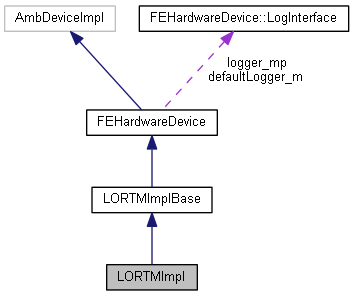 AmbDeviceImpl
FEHardwareDevice::LogInterface
logger_mp
defaultLogger_m
FEHardwareDevice
LORTMImplBase
LORTMImpl